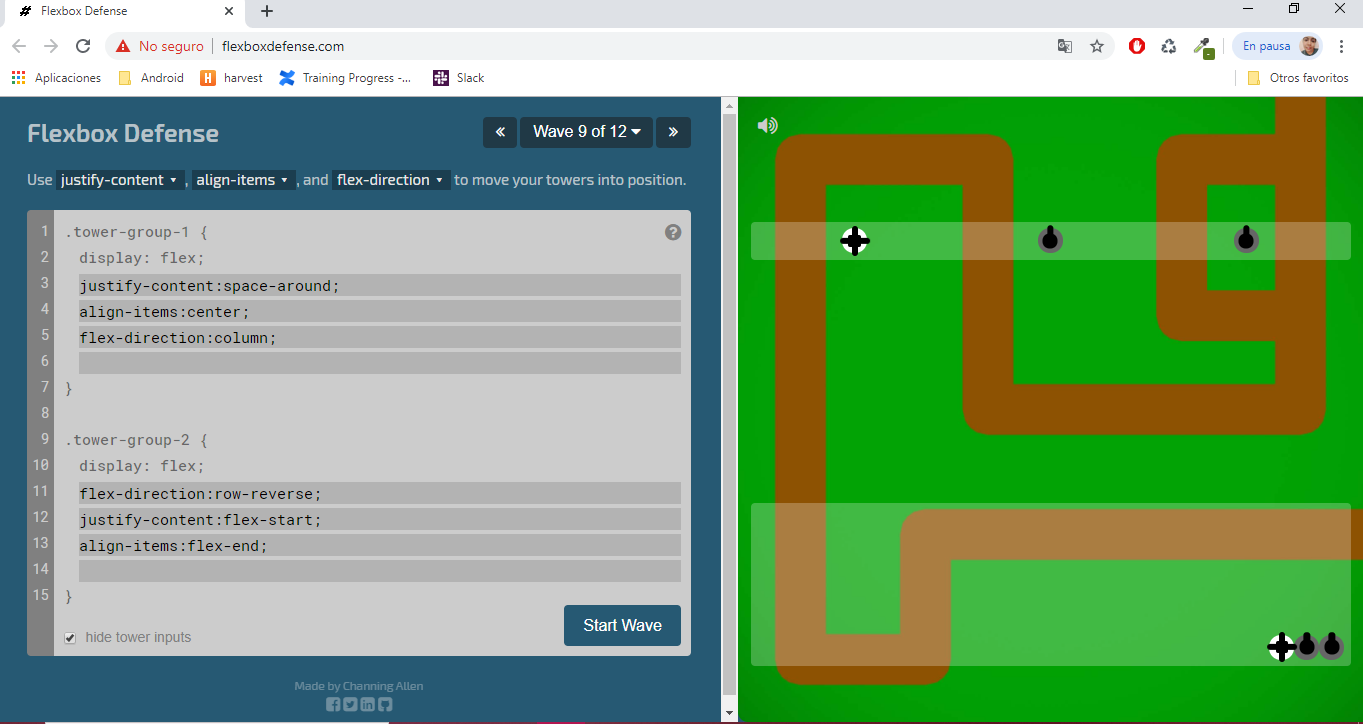 Flexbox Defense
No seguro
flexboxdefense.com
En pausa
Aplicaciones
Android
harvest
Training Progress -...
Slack
Otros favoritos
Flexbox Defense
« Wave 9 of 12 »
Use justify-content , align-items , and flex-direction to move your towers into position.
1 .tower-group-1 {
2 display: flex;
3 justify-content:space-around;
4 align-items:center;
5 flex-direction:column;
6
7 }
8
9 .tower-group-2 {
10 display: flex;
11 flex-direction:row-reverse;
12 justify-content:flex-start;
13 align-items:flex-end;
14
15 }
?
hide tower inputs
Start Wave
Made by Channing Allen